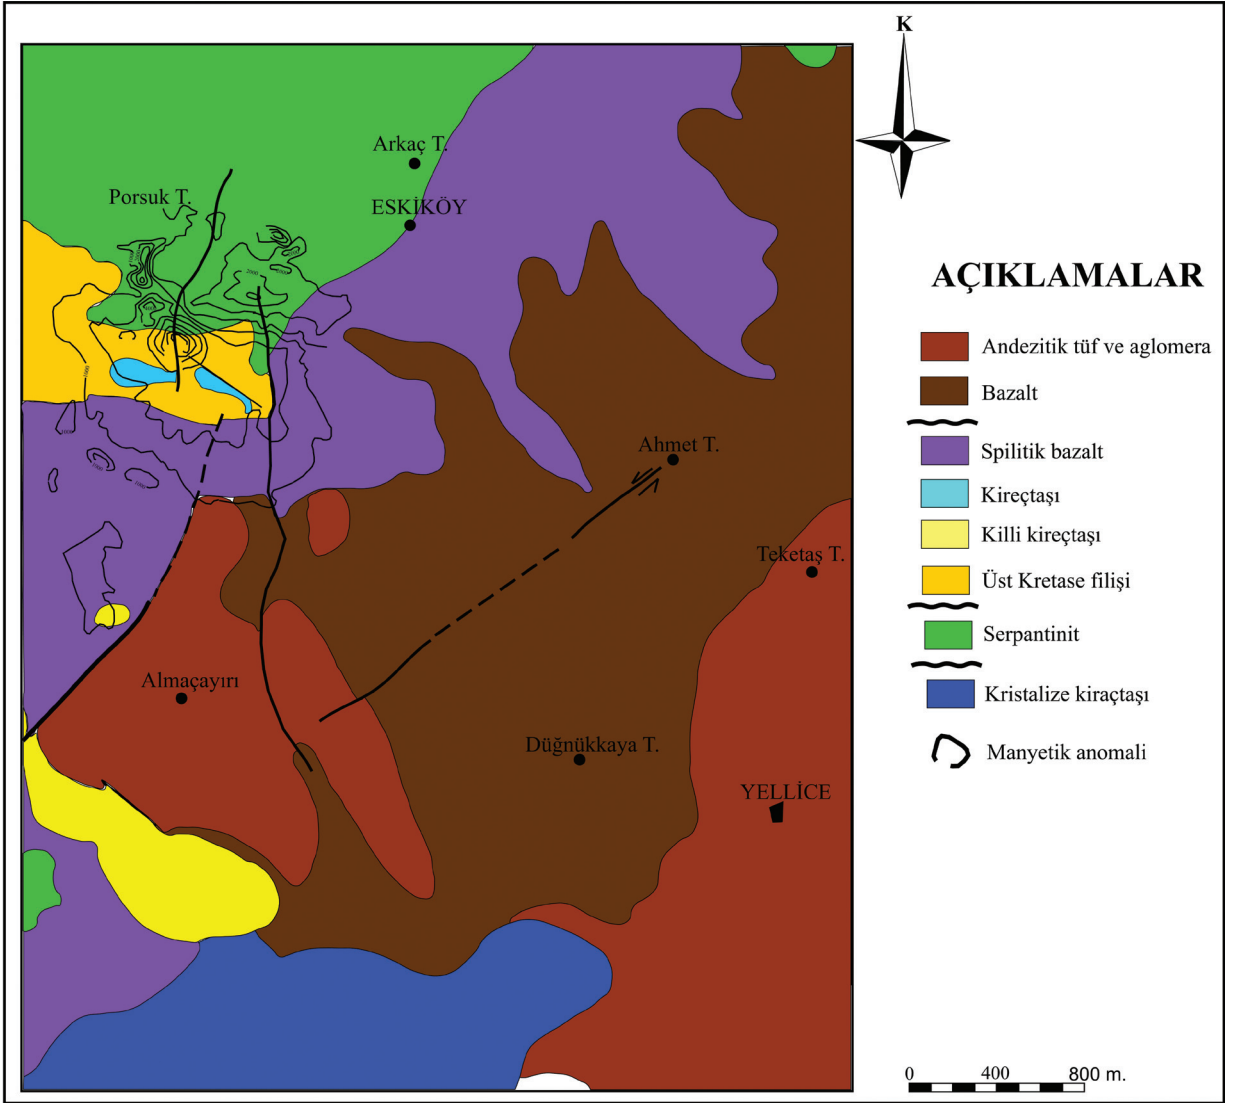 K
Arkaç T.
Porsuk T.
ESKİKÖY
Ahmet T.
Teketaş T.
Almaçayırı
Düğnükkaya T.
YELLİCE
AÇIKLAMALAR
Andezitik tüf ve aglomera
Bazalt
Spilitik bazalt
Kireçtaşı
Killi kireçtaşı
Üst Kretase filişi
Serpantinit
Kristalize kiraçtaşı
Manyetik anomali
0 400 800 m.